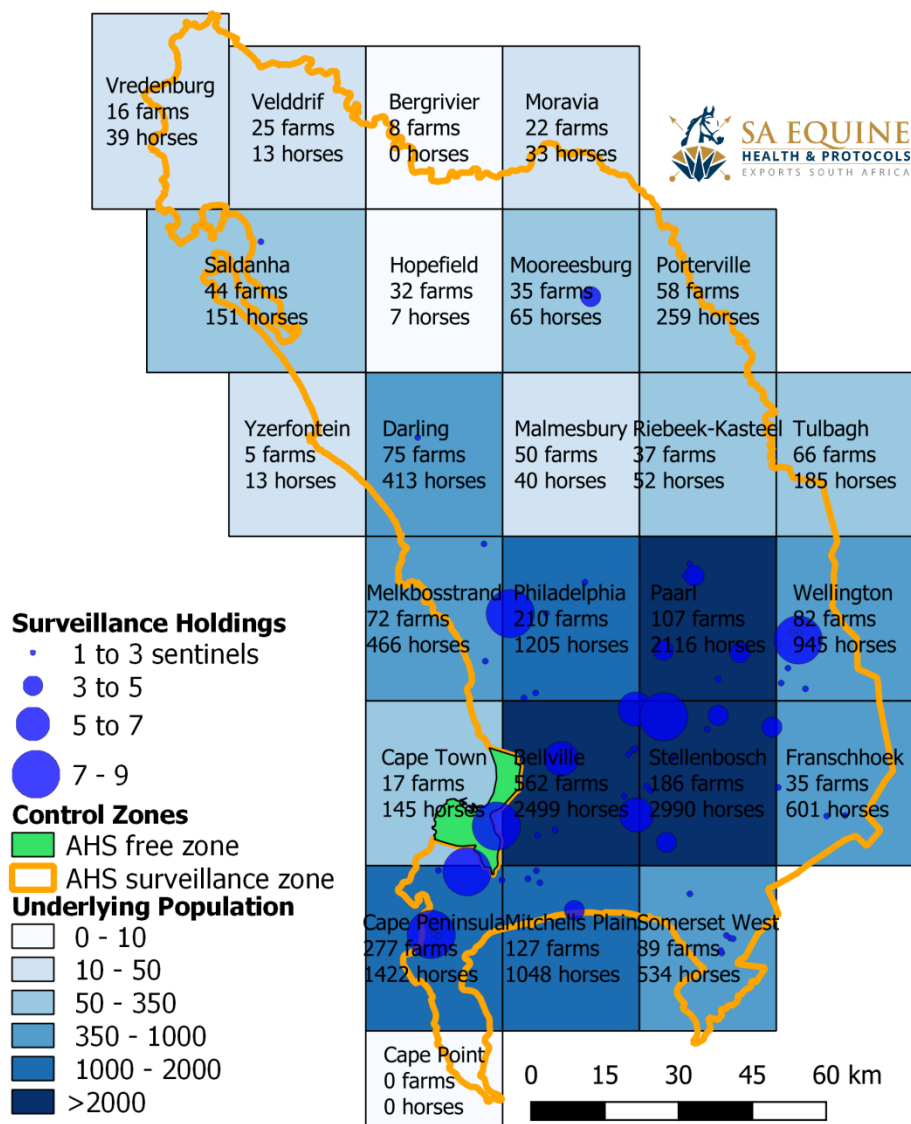 Vredenburg
16 farms
39 horses
Velddrif
25 farms
13 horses
Bergrivier
8 farms
0 horses
Moravia
22 farms
33 horses
SA EQUINE
HEALTH & PROTOCOLS
EXPORTS SOUTH AFRICA
Saldanha
44 farms
151 horses
Hopefield
32 farms
7 horses
Mooreesburg
35 farms
65 horses
Porterville
58 farms
259 horses
Yzerfontein
5 farms
13 horses
Darling
75 farms
413 horses
Malmesbury
50 farms
40 horses
Riebeek-Kasteel
37 farms
52 horses
Tulbagh
66 farms
185 horses
Melkbosstrand
72 farms
466 horses
Philadelphia
210 farms
1205 horses
Paarl
107 farms
2116 horses
Wellington
82 farms
945 horses
Cape Town
17 farms
145 horses
Bellville
562 farms
2499 horses
Stellenbosch
186 farms
2990 horses
Franschhoek
35 farms
601 horses
Cape Peninsula
277 farms
1422 horses
Mitchells Plain
127 farms
1048 horses
Somerset West
89 farms
534 horses
Cape Point
0 farms
0 horses
Surveillance Holdings
1 to 3 sentinels
3 to 5
5 to 7
7 - 9
Control Zones
AHS free zone
AHS surveillance zone
Underlying Population
0 - 10
10 - 50
50 - 350
350 - 1000
1000 - 2000
>2000
0 15 30 45 60 km